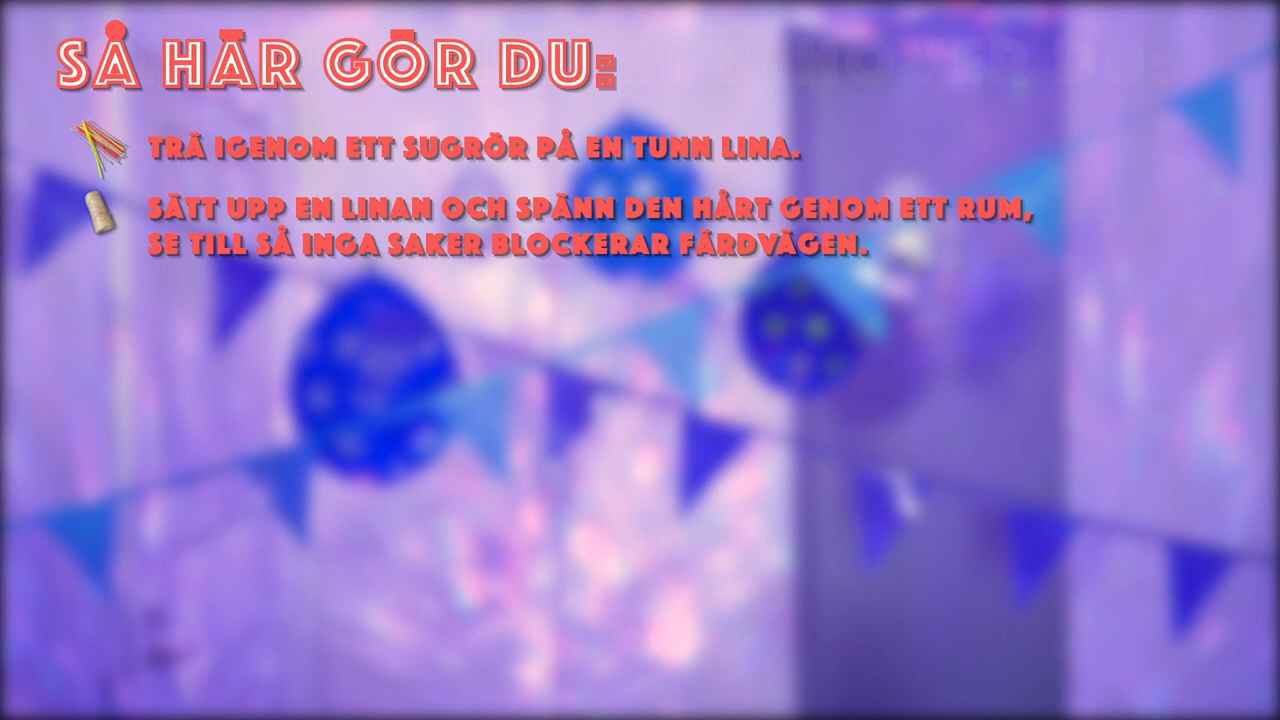 SÅ HÄR GÖR DU:
TRÄ IGENOM ETT SUGRÖR PÅ EN TUNN LINA.
SÄTT UPP EN LINAN OCH SPÄNN DEN HÅRT GENOM ETT RUM,
SE TILL SÅ INGA SAKER BLOCKERAR FÄRDVÄGEN.